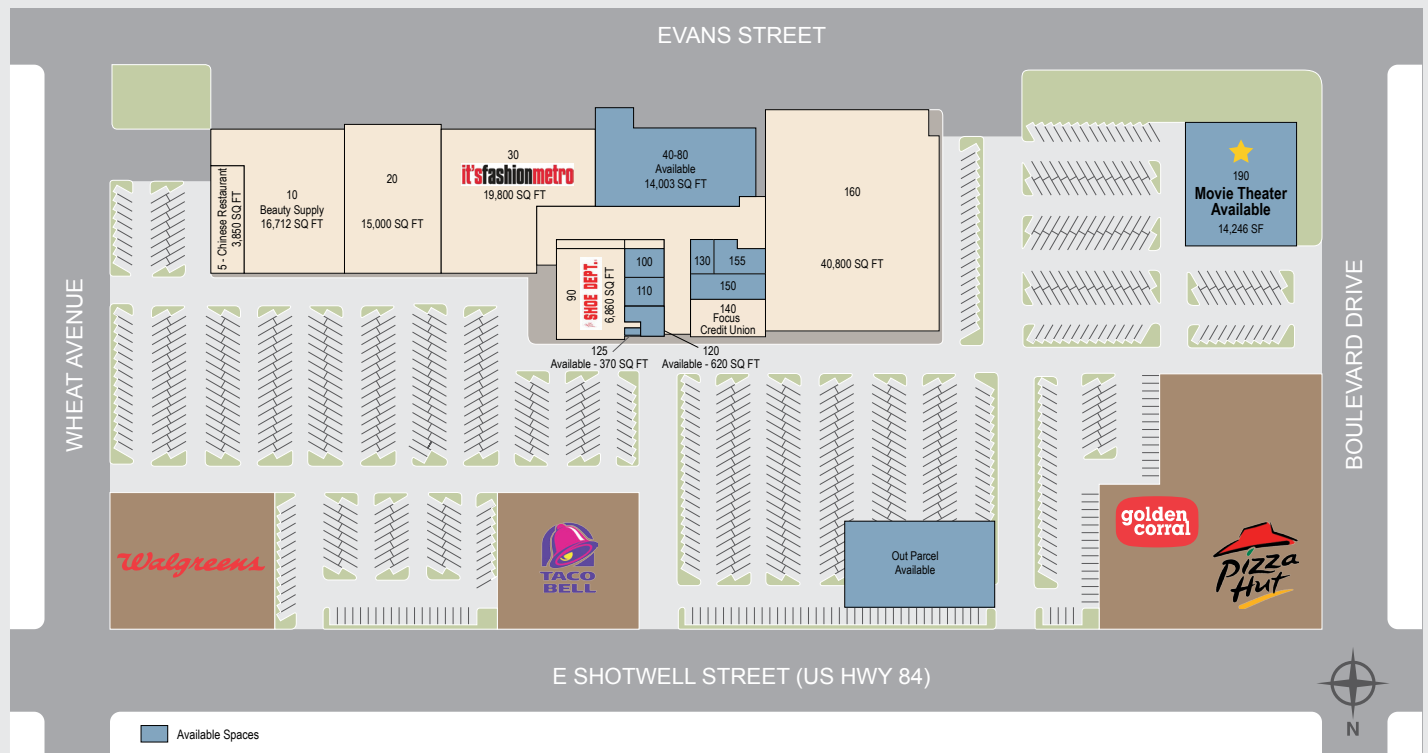 EVANS STREET
WHEAT AVENUE
BOULEVARD DRIVE
E SHOTWELL STREET (US HWY 84)
5 - Chinese Restaurant
3,850 SQ FT
10
Beauty Supply
16,712 SQ FT
20
15,000 SQ FT
30
it'sfashionmetro
19,800 SQ FT
40-80
Available
14,003 SQ FT
160
40,800 SQ FT
190
Movie Theater
Available
14,246 SF
90
SHOE DEPT.
6,860 SQ FT
100
110
130
155
150
140
Focus
Credit Union
125
Available - 370 SQ FT
120
Available - 620 SQ FT
Walgreens
TACO
BELL
Out Parcel
Available
golden
corral
Pizza
Hut
N
Available Spaces